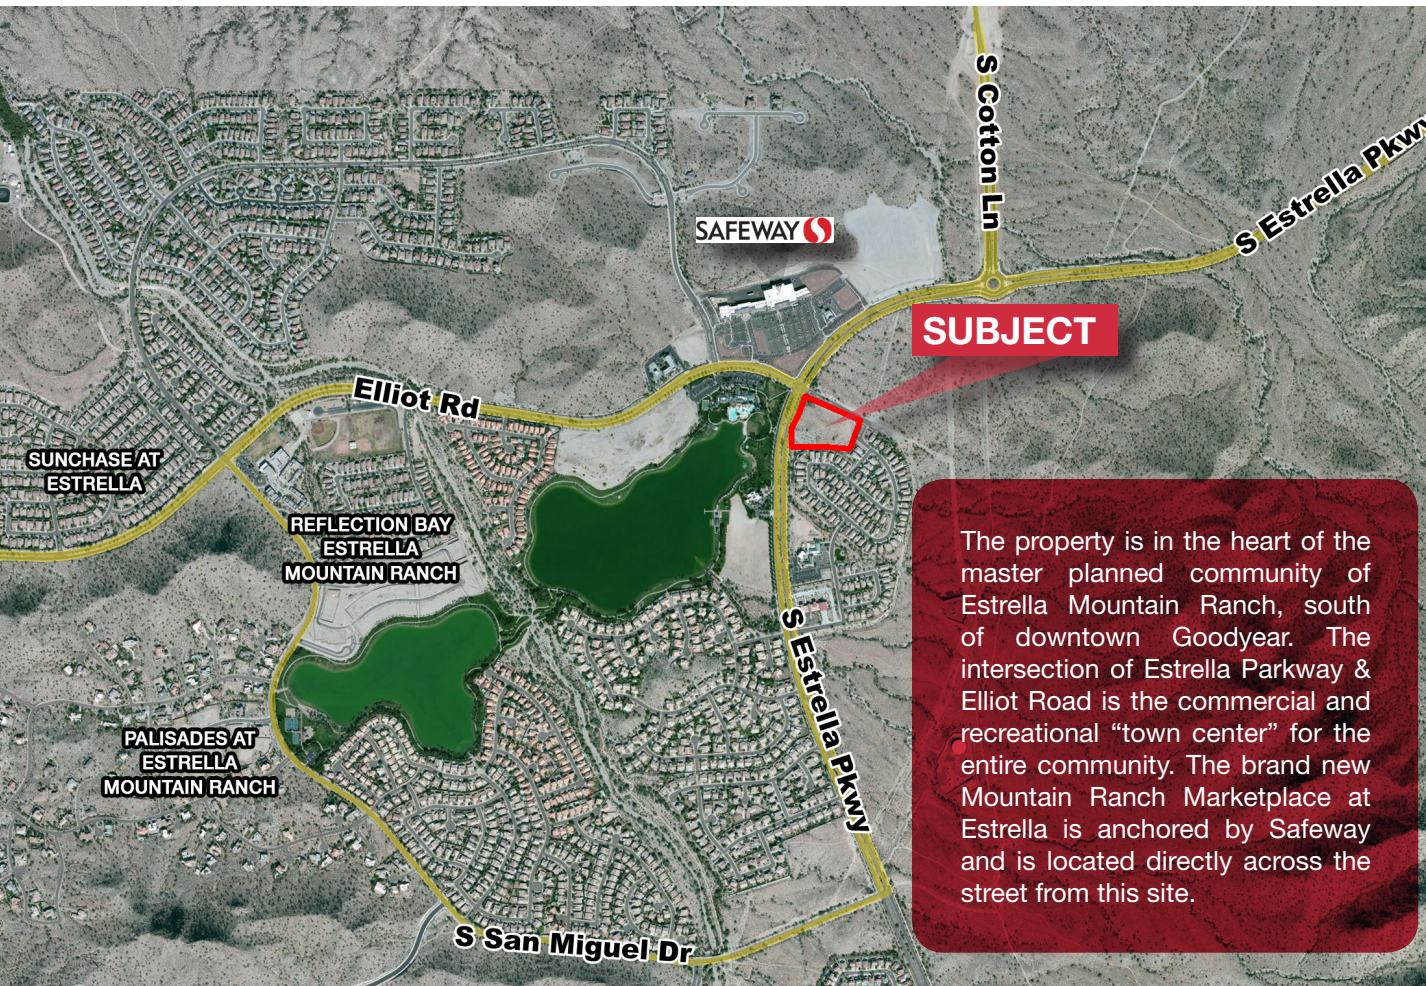 S Cotton Ln
S Estrella Pkwy
SAFEWAY
SUBJECT
Elliot Rd
SUNCHASE AT
ESTRELLA
REFLECTION BAY
ESTRELLA
MOUNTAIN RANCH
The property is in the heart of the
master planned community of
Estrella Mountain Ranch, south
of downtown Goodyear. The
intersection of Estrella Parkway &
Elliot Road is the commercial and
recreational “town center” for the
entire community. The brand new
Mountain Ranch Marketplace at
Estrella is anchored by Safeway
and is located directly across the
street from this site.
S Estrella Pkwy
PALISADES AT
ESTRELLA
MOUNTAIN RANCH
S San Miguel Dr